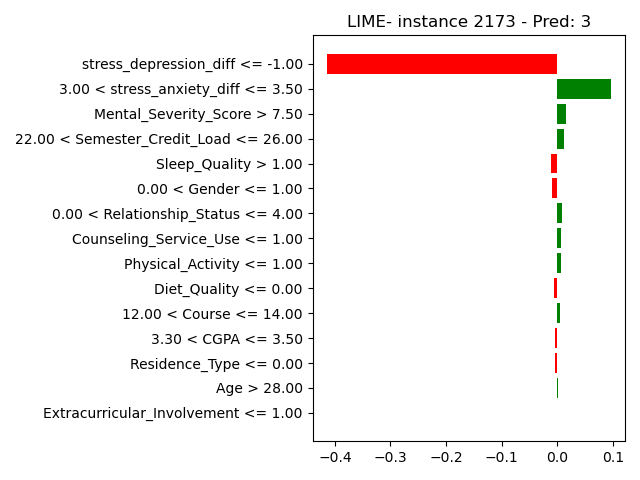 LIME- instance 2173 - Pred: 3
stress_depression_diff <= -1.00
3.00 < stress_anxiety_diff <= 3.50
Mental_Severity_Score > 7.50
22.00 < Semester_Credit_Load <= 26.00
Sleep_Quality > 1.00
0.00 < Gender <= 1.00
0.00 < Relationship_Status <= 4.00
Counseling_Service_Use <= 1.00
Physical_Activity <= 1.00
Diet_Quality <= 0.00
12.00 < Course <= 14.00
3.30 < CGPA <= 3.50
Residence_Type <= 0.00
Age > 28.00
Extracurricular_Involvement <= 1.00
−0.4 −0.3 −0.2 −0.1 0.0 0.1